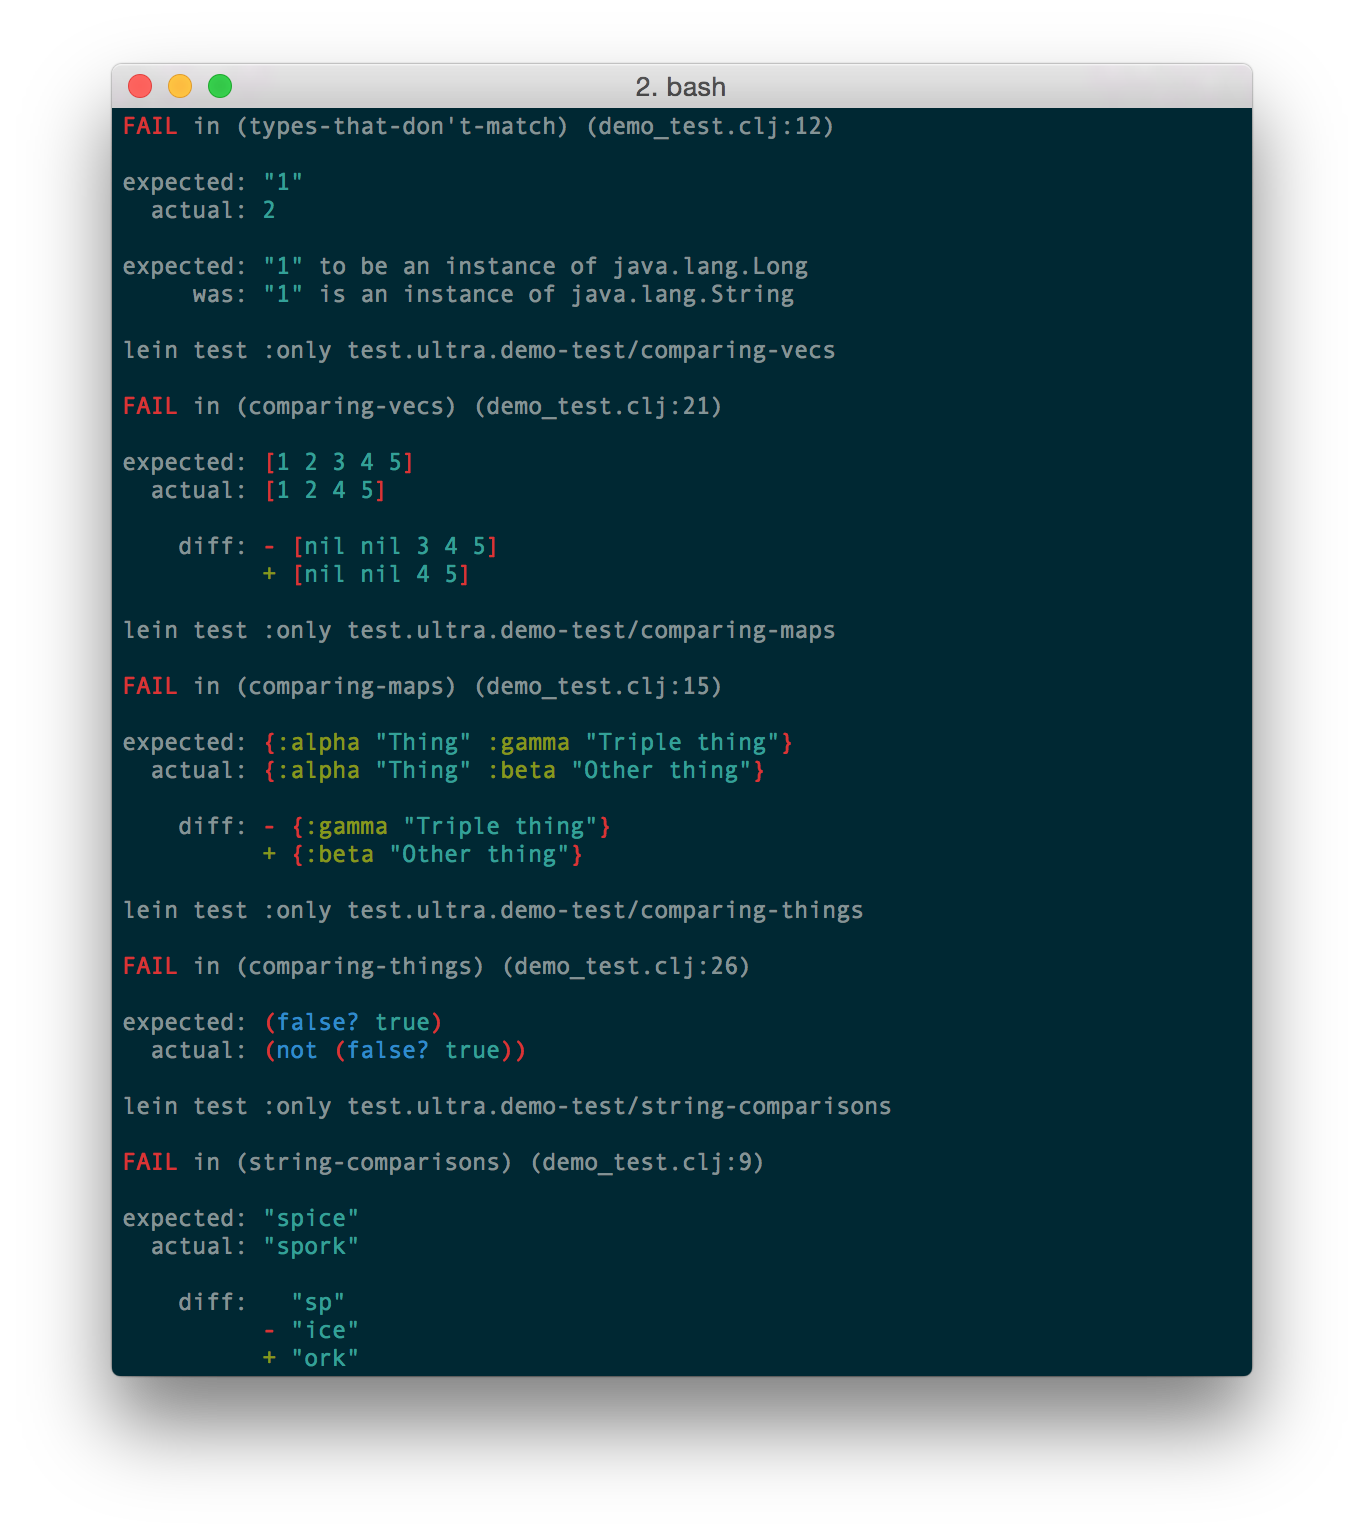 2. bash
FAIL in (types-that-don't-match) (demo_test.clj:12)
expected: "1"
actual: 2
expected: "1" to be an instance of java.lang.Long
was: "1" is an instance of java.lang.String
lein test :only test.ultra.demo-test/comparing-vecs
FAIL in (comparing-vecs) (demo_test.clj:21)
expected: [1 2 3 4 5]
actual: [1 2 4 5]
diff: - [nil nil 3 4 5]
+ [nil nil 4 5]
lein test :only test.ultra.demo-test/comparing-maps
FAIL in (comparing-maps) (demo_test.clj:15)
expected: {:alpha "Thing" :gamma "Triple thing"}
actual: {:alpha "Thing" :beta "Other thing"}
diff: - {:gamma "Triple thing"}
+ {:beta "Other thing"}
lein test :only test.ultra.demo-test/comparing-things
FAIL in (comparing-things) (demo_test.clj:26)
expected: (false? true)
actual: (not (false? true))
lein test :only test.ultra.demo-test/string-comparisons
FAIL in (string-comparisons) (demo_test.clj:9)
expected: "spice"
actual: "spork"
diff: "sp"
- "ice"
+ "ork"